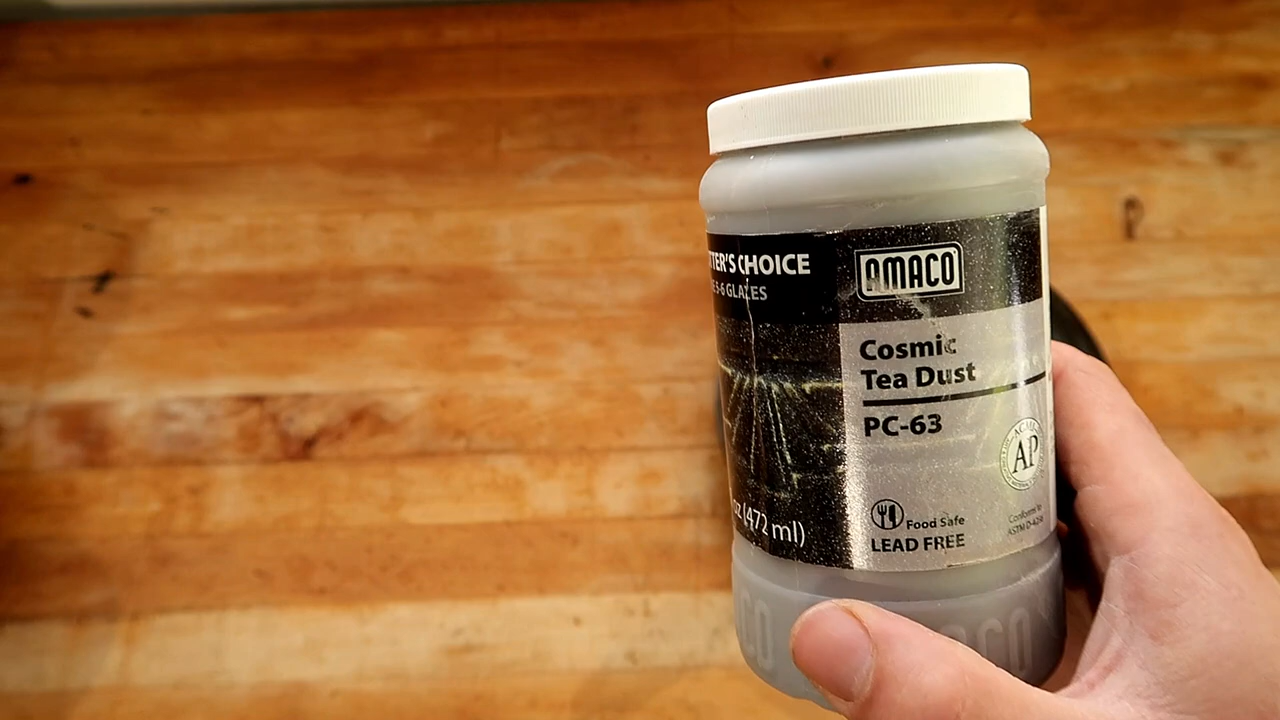 TTER'S CHOICE
5-6 GLAZES
AMACO
Cosmic
Tea Dust
PC-63
AP
oz (472 ml)
Food Safe
LEAD FREE
Conforms to
ASTM D-4236